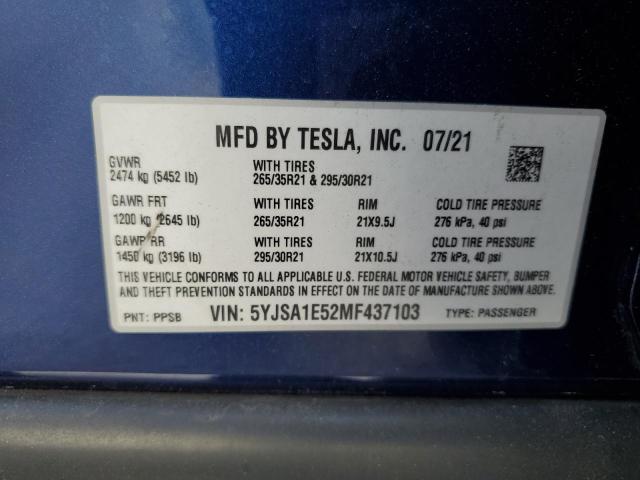 MFD BY TESLA, INC. 07/21
GVWR WITH TIRES
2474 kg (5452 lb) 265/35R21 & 295/30R21
GAWR FRT WITH TIRES RIM COLD TIRE PRESSURE
1200 kg (2645 lb) 265/35R21 21X9.5J 276 kPa, 40 psi
GAWR RR WITH TIRES RIM COLD TIRE PRESSURE
1450 kg (3196 lb) 295/30R21 21X10.5J 276 kPa, 40 psi
THIS VEHICLE CONFORMS TO ALL APPLICABLE U.S. FEDERAL MOTOR VEHICLE SAFETY, BUMPER
AND THEFT PREVENTION STANDARDS IN EFFECT ON THE DATE OF MANUFACTURE SHOWN ABOVE.
PNT: PPSB VIN: 5YJSA1E52MF437103 TYPE: PASSENGER